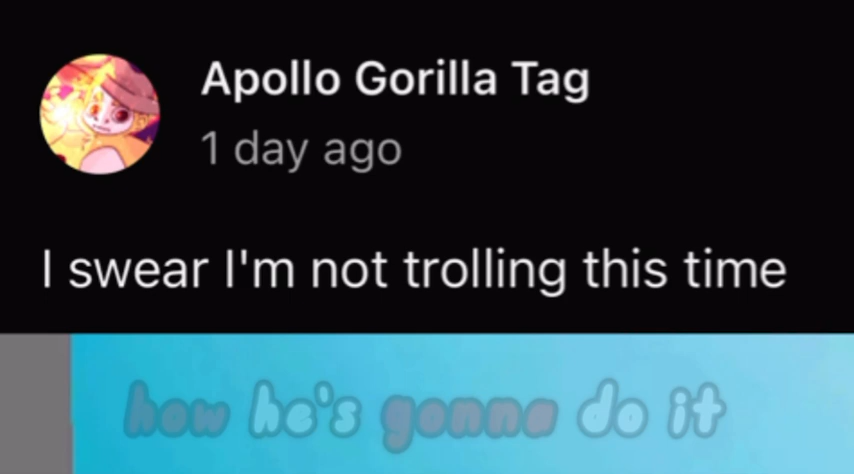 Apollo Gorilla Tag
1 day ago
I swear I'm not trolling this time
how he's gonna do it